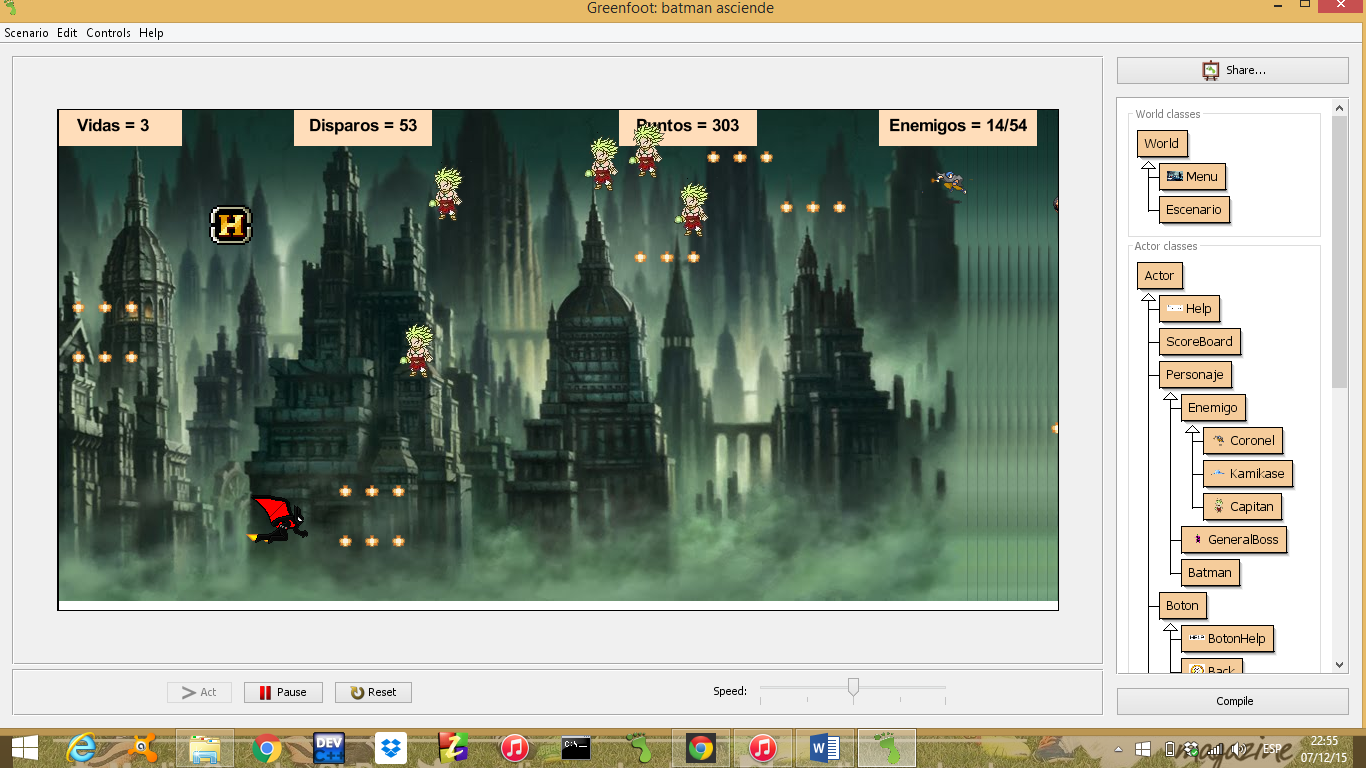 Greenfoot: batman asciende
Scenario Edit Controls Help
Share...
Vidas = 3
Disparos = 53
Puntos = 303
Enemigos = 14/54
H
World classes
World
Menu
Escenario
Actor classes
Actor
Help
ScoreBoard
Personaje
Enemigo
Coronel
Kamikase
Capitan
GeneralBoss
Batman
Boton
BotonHelp
Back
Act
Pause
Reset
Speed:
Compile
DEV
C++
C:\
W
ESP
22:55
07/12/15
magazine